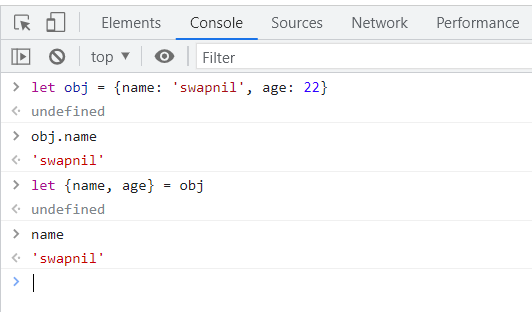 Elements Console Sources Network Performance
top ▼ Filter
> let obj = {name: 'swapnil', age: 22}
<· undefined
> obj.name
<· 'swapnil'
> let {name, age} = obj
<· undefined
> name
<· 'swapnil'
>